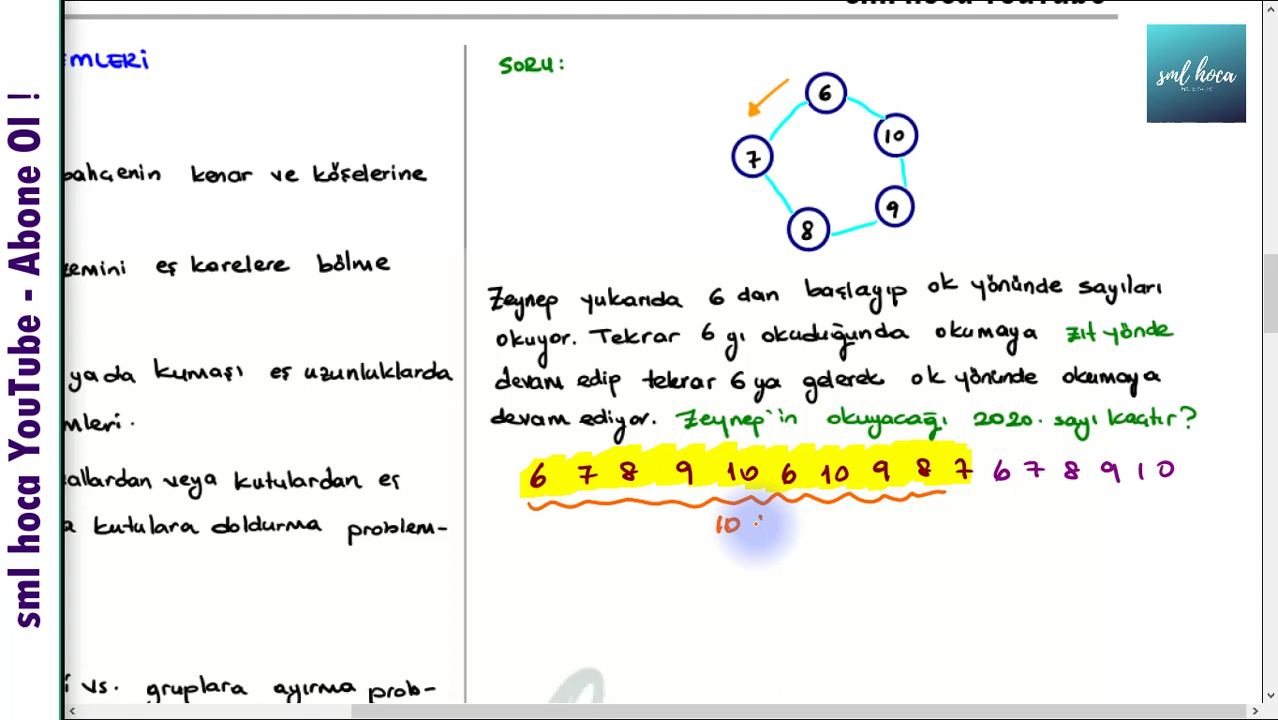 sml hoca YouTube - Abone Ol !
sml hoca YouTube
EMLERİ
bahçenin kenar ve köşelerine
zemini eş karelere bölme
ya da kumaşı eş uzunluklarda
mleri.
allardan veya kutulardan eş
a kutulara doldurma problem-
vs. gruplara ayırma prob-
sml hoca
SORU:
6
10
7
9
8
Zeynep yukarıda 6 dan başlayıp ok yönünde sayıları
okuyor. Tekrar 6 yı okuduğunda okumaya zıt yönde
devam edip tekrar 6 ya gelerek ok yönünde okumaya
devam ediyor. Zeynep'in okuyacağı 2020. sayı kaçtır?
6 7 8 9 10 6 10 9 8 7 6 7 8 9 10
10